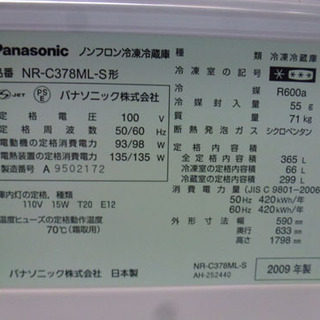 Panasonic ノンフロン冷凍冷蔵庫
品番 NR-C378ML-S形
JET PSE パナソニック株式会社
定格電圧 100 V
定格周波数 50/60 Hz
電動機の定格消費電力 93/98 W
電熱装置の定格消費電力 135/135 W
製造番号 A 9502172
庫内灯の定格、種類
110V 15W T20 E12
温度ヒューズの定格動作温度
70℃(霜取用)
パナソニック株式会社 日本製
種類 冷凍冷蔵庫
冷凍室の記号
冷媒 R600a
冷媒封入量 55 g
質量 71 kg
断熱発泡ガス シクロペンタン
定格内容積
全定格内容積 365 L
冷凍室の定格内容積 66 L
冷蔵室の定格内容積 299 L
消費電力量(JIS C 9801-2006
50Hz 420kWh/年
60Hz 420kWh/年
外形寸法 幅 590 mm
奥行 633 mm
高さ 1798 mm
NR-C378ML-S
AH-252440
2009年製